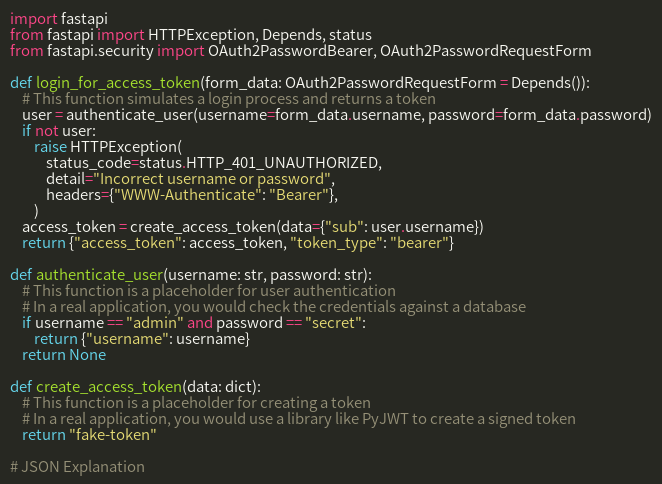 import fastapi
from fastapi import HTTPException, Depends, status
from fastapi.security import OAuth2PasswordBearer, OAuth2PasswordRequestForm
def login_for_access_token(form_data: OAuth2PasswordRequestForm = Depends()):
# This function simulates a login process and returns a token
user = authenticate_user(username=form_data.username, password=form_data.password)
if not user:
raise HTTPException(
status_code=status.HTTP_401_UNAUTHORIZED,
detail="Incorrect username or password",
headers={"WWW-Authenticate": "Bearer"},
)
access_token = create_access_token(data={"sub": user.username})
return {"access_token": access_token, "token_type": "bearer"}
def authenticate_user(username: str, password: str):
# This function is a placeholder for user authentication
# In a real application, you would check the credentials against a database
if username == "admin" and password == "secret":
return {"username": username}
return None
def create_access_token(data: dict):
# This function is a placeholder for creating a token
# In a real application, you would use a library like PyJWT to create a signed token
return "fake-token"
# JSON Explanation